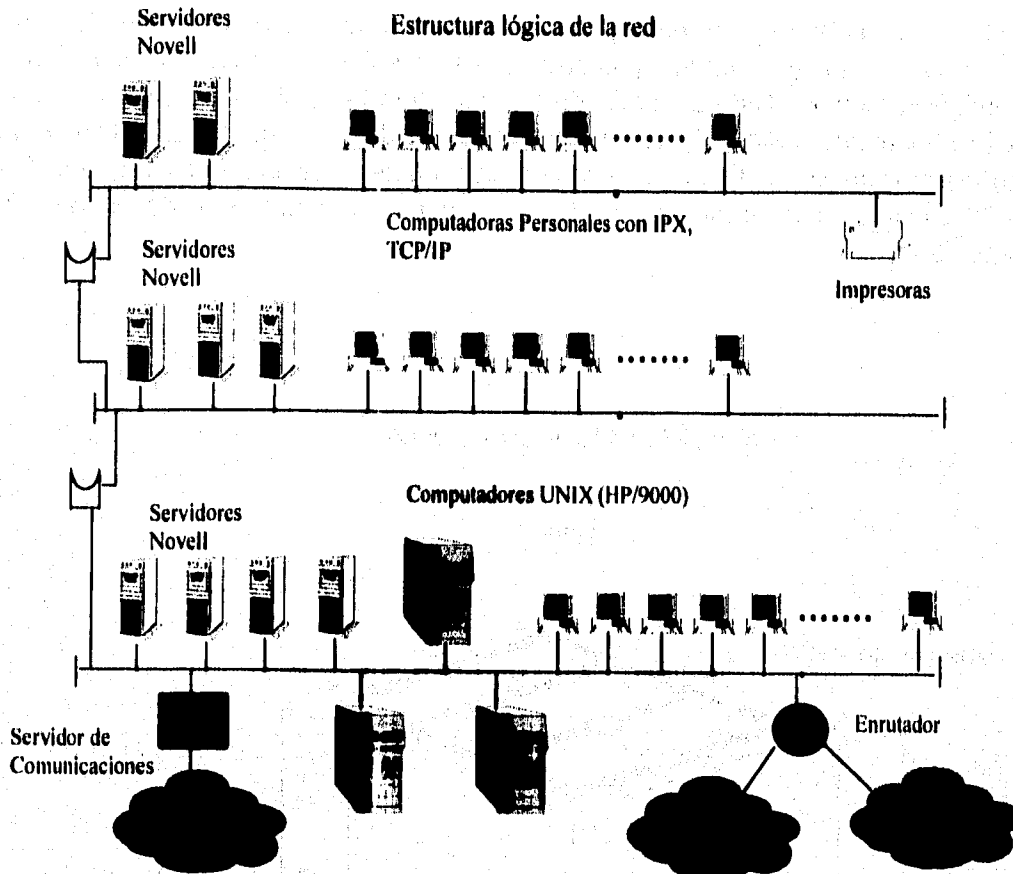 Servidores
Novell
Estructura lógica de la red
Computadoras Personales con IPX,
TCP/IP
Impresoras
Servidores
Novell
Computadores UNIX (HP/9000)
Servidores
Novell
Servidor de
Comunicaciones
Enrutador